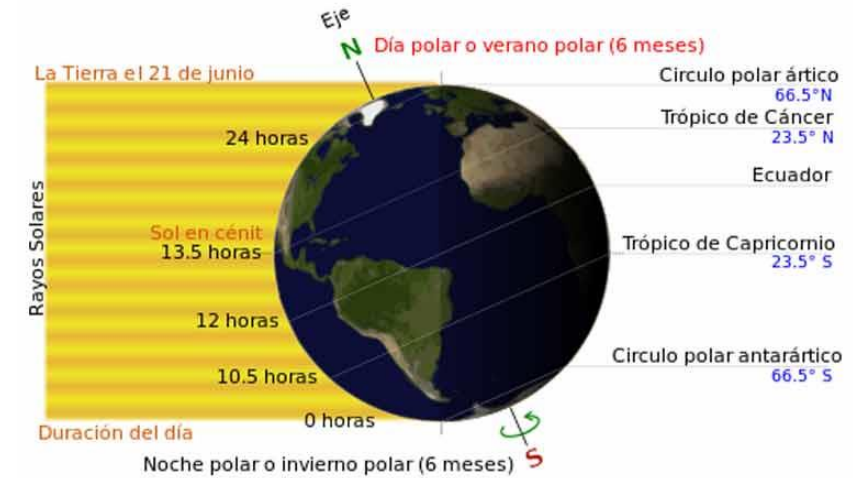 Eje
N
Día polar o verano polar (6 meses)
La Tierra el 21 de junio
Circulo polar ártico
66.5°N
Trópico de Cáncer
23.5° N
24 horas
Ecuador
Rayos Solares
Sol en cénit
13.5 horas
Trópico de Capricornio
23.5° S
12 horas
Circulo polar antarártico
66.5° S
10.5 horas
0 horas
Duración del día
Noche polar o invierno polar (6 meses)
S